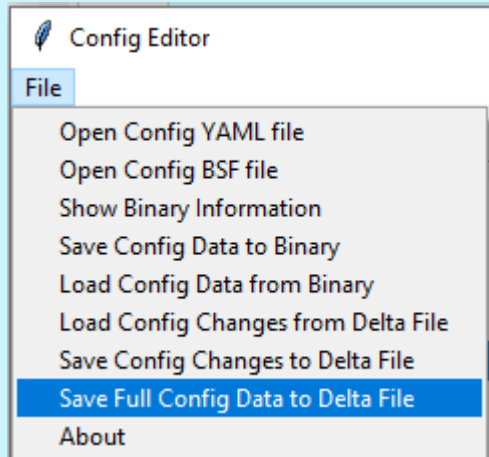 Config Editor
File
Open Config YAML file
Open Config BSF file
Show Binary Information
Save Config Data to Binary
Load Config Data from Binary
Load Config Changes from Delta File
Save Config Changes to Delta File
Save Full Config Data to Delta File
About